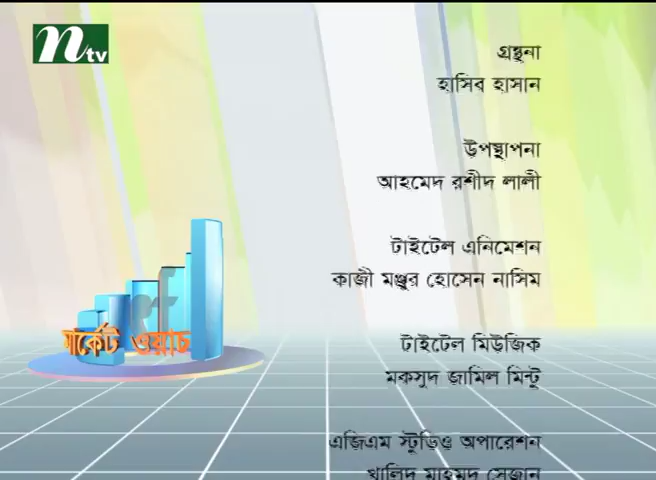 ntv
গ্রন্থনা
হাসিব হাসান
উপস্থাপনা
আহমেদ রশীদ লালী
টাইটেল এনিমেশন
কাজী মঞ্জুর হোসেন নাসিম
মার্কেট ওয়াচ
টাইটেল মিউজিক
মকসুদ জামিল মিন্টু
এজিএম স্টুডিও অপারেশন
খালিদ মাহমুদ সেজান